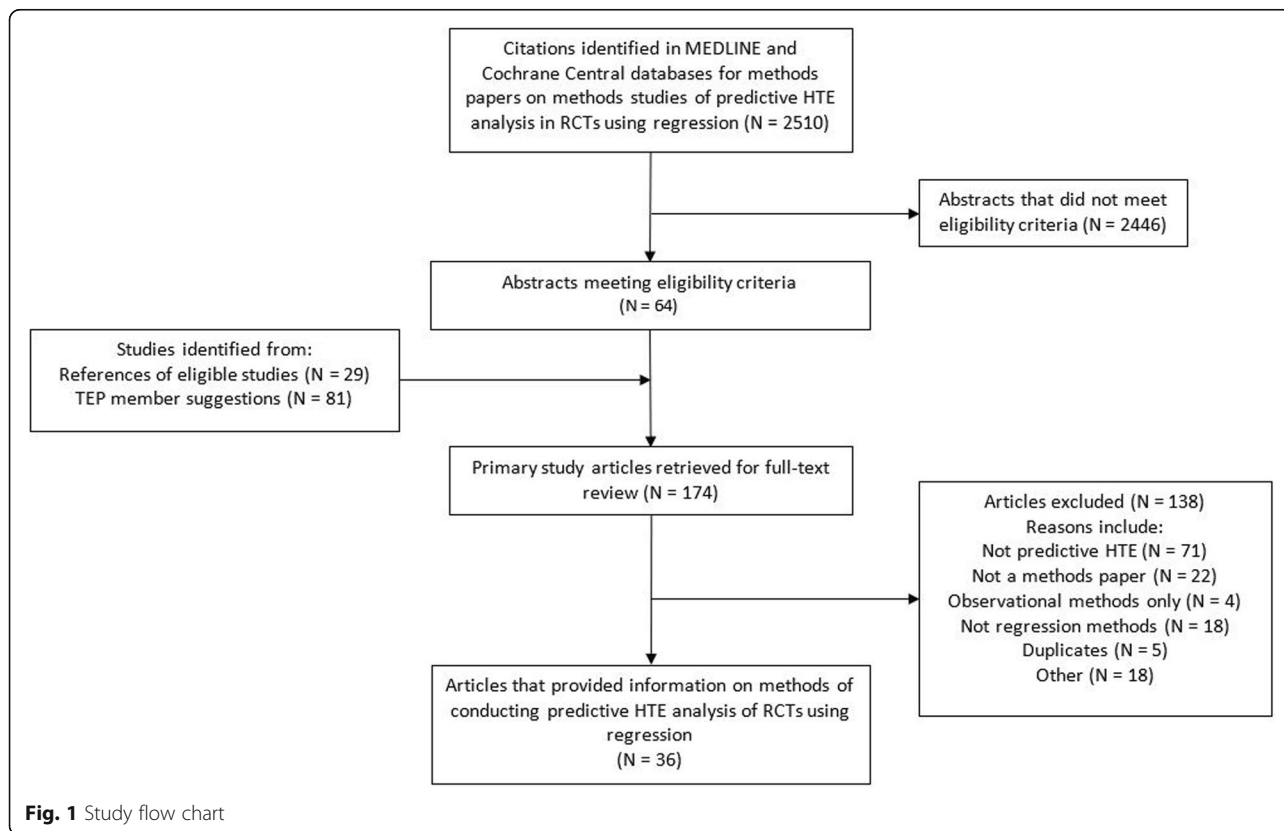 Citations identified in MEDLINE and
Cochrane Central databases for methods
papers on methods studies of predictive HTE
analysis in RCTs using regression (N = 2510)
Abstracts that did not meet
eligibility criteria (N = 2446)
Abstracts meeting eligibility criteria
(N = 64)
Studies identified from:
References of eligible studies (N = 29)
TEP member suggestions (N = 81)
Primary study articles retrieved for full-text
review (N = 174)
Articles excluded (N = 138)
Reasons include:
Not predictive HTE (N = 71)
Not a methods paper (N = 22)
Observational methods only (N = 4)
Not regression methods (N = 18)
Duplicates (N = 5)
Other (N = 18)
Articles that provided information on methods of
conducting predictive HTE analysis of RCTs using
regression
(N = 36)
Fig. 1 Study flow chart